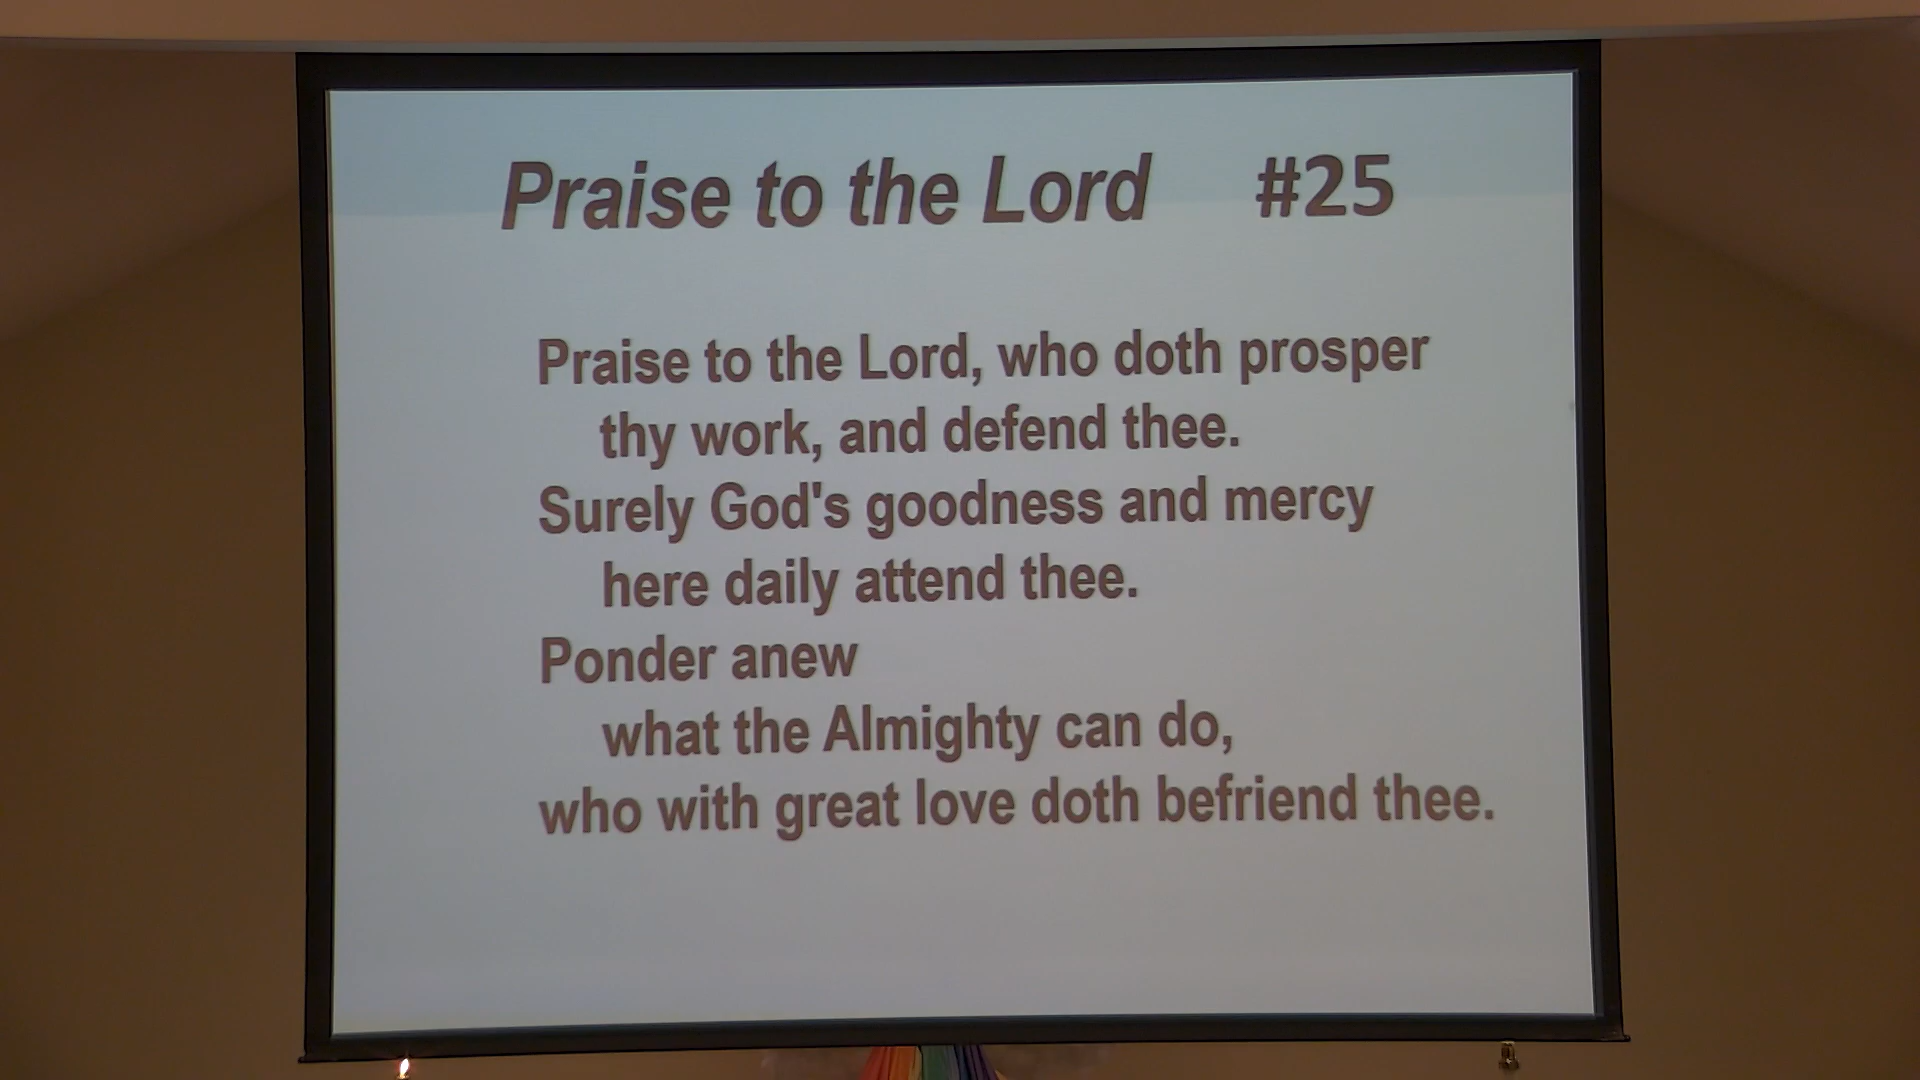 Praise to the Lord #25
Praise to the Lord, who doth prosper
thy work, and defend thee.
Surely God's goodness and mercy
here daily attend thee.
Ponder anew
what the Almighty can do,
who with great love doth befriend thee.